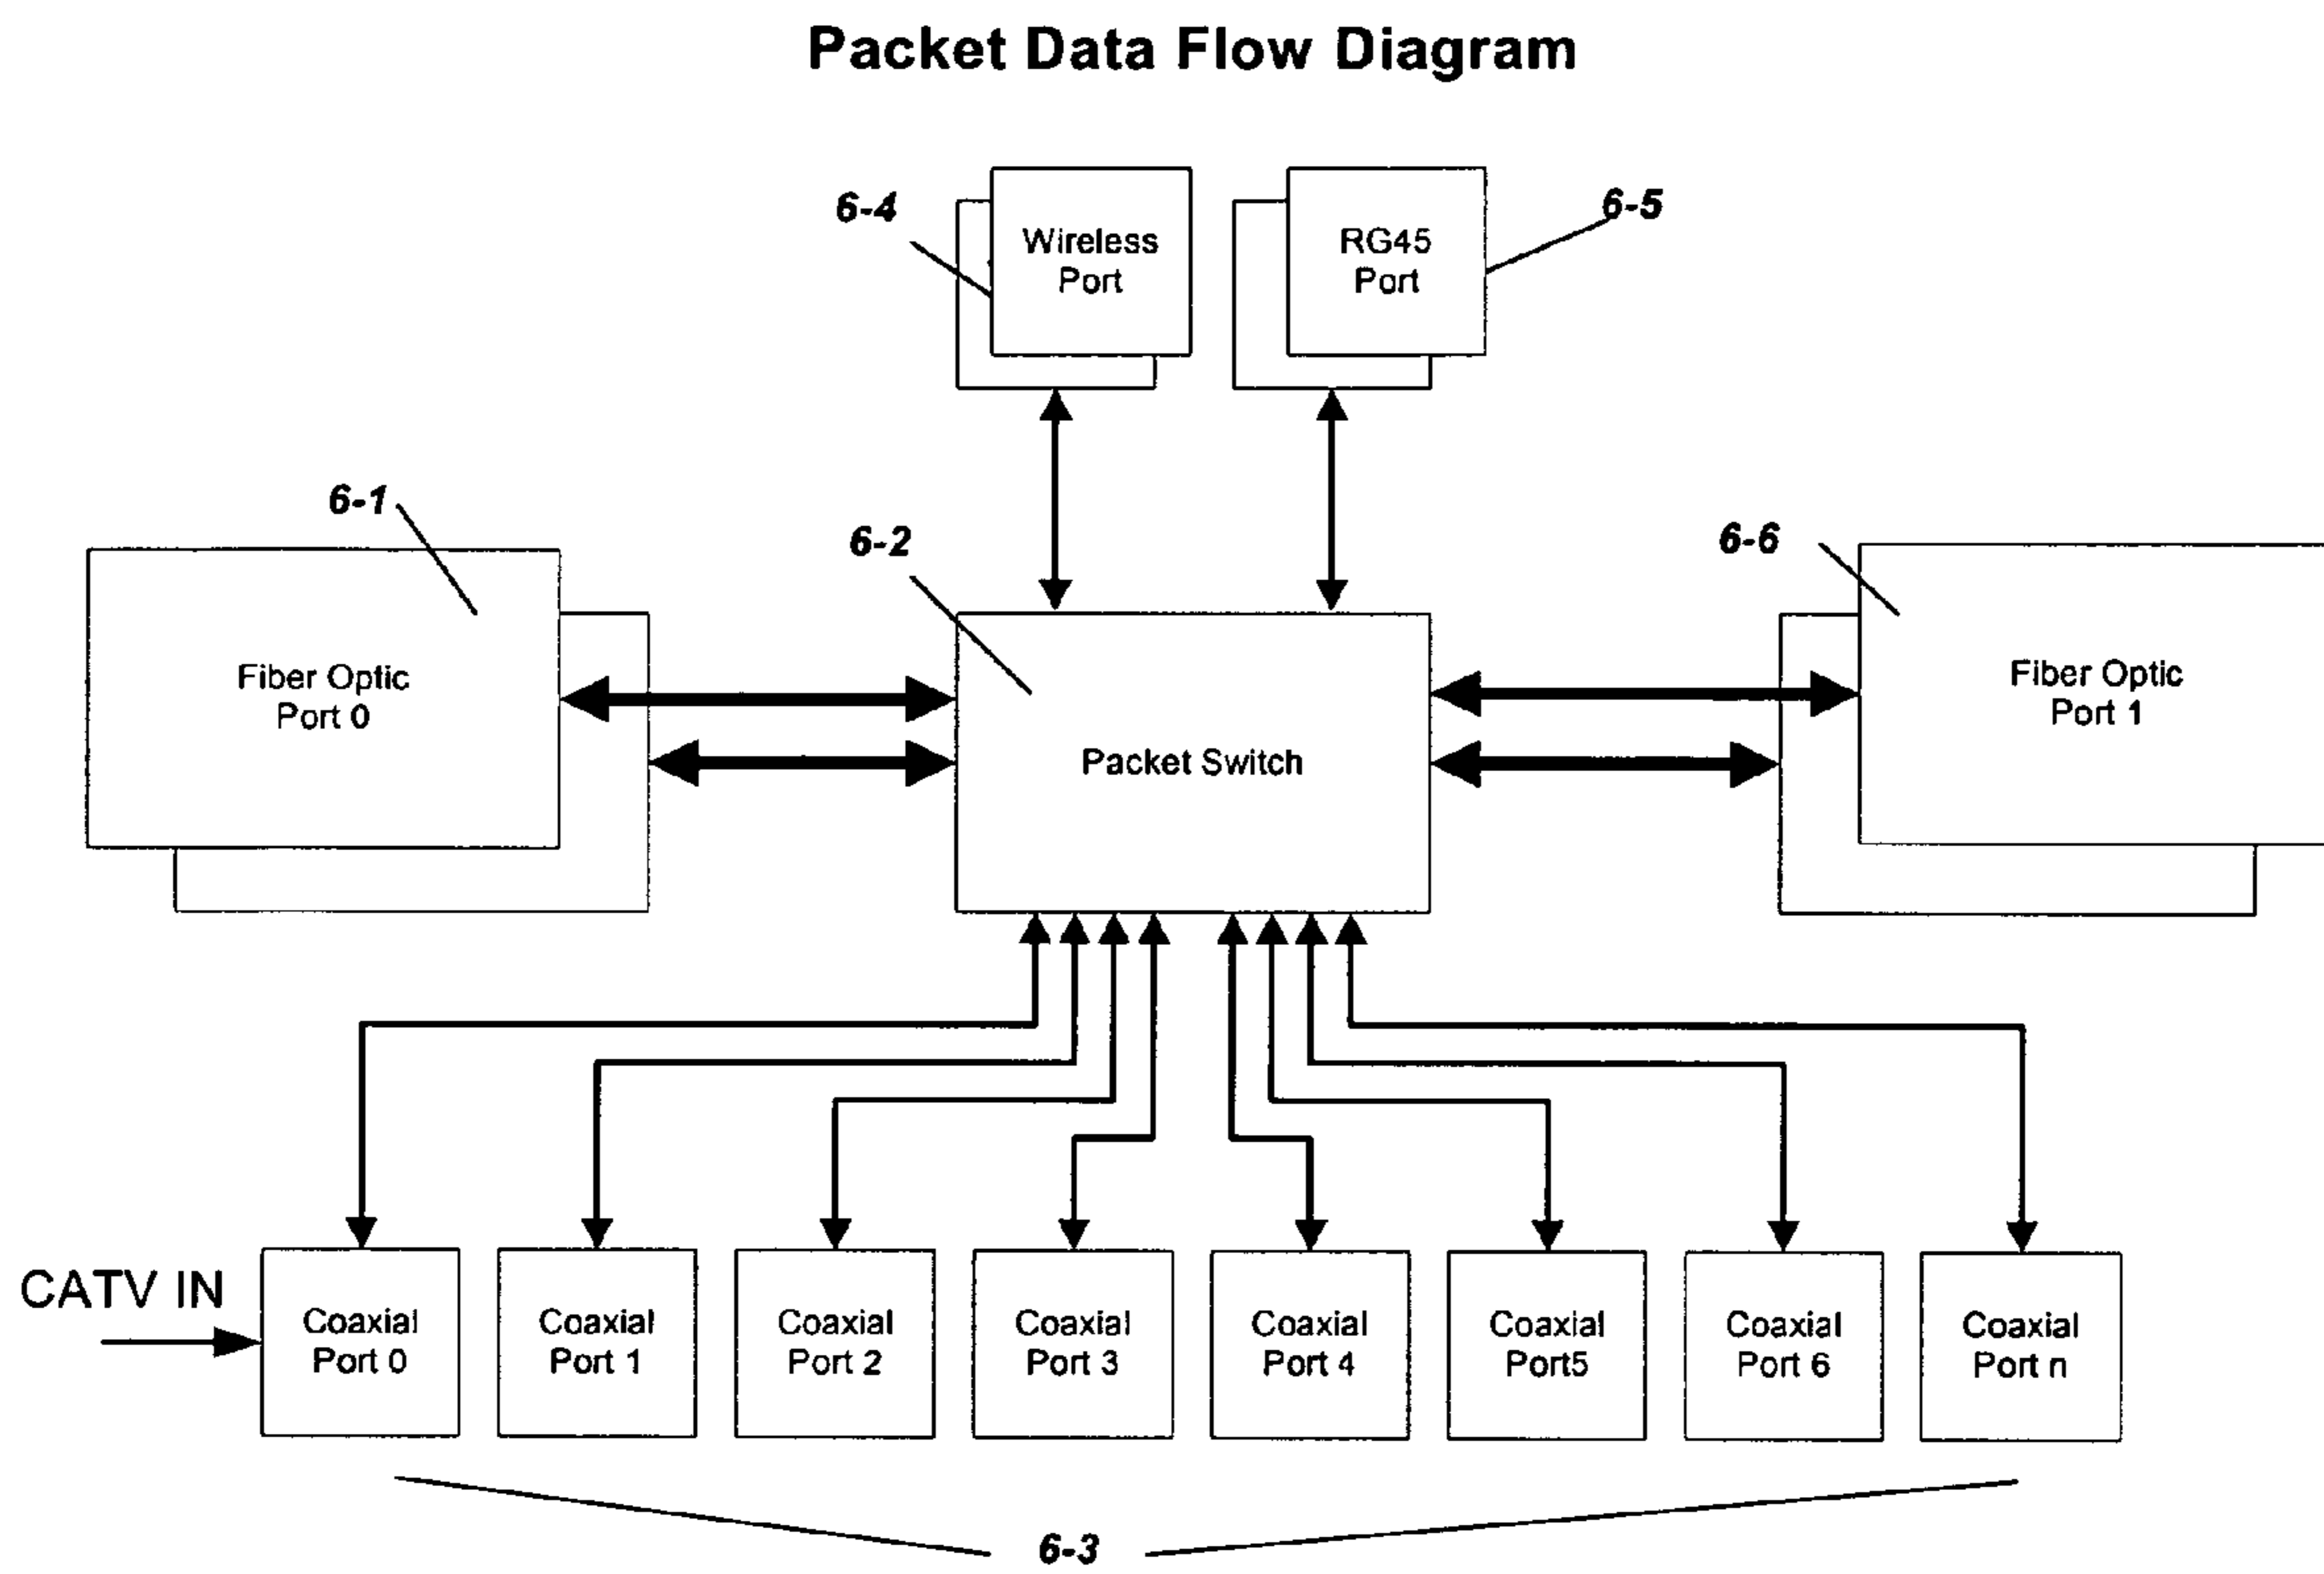 Packet Data Flow Diagram
6-4
Wireless
Port
RG45
Port
6-5
6-1
Fiber Optic
Port 0
6-2
Packet Switch
6-6
Fiber Optic
Port 1
CATV IN
Coaxial
Port 0
Coaxial
Port 1
Coaxial
Port 2
Coaxial
Port 3
Coaxial
Port 4
Coaxial
Port5
Coaxial
Port 6
Coaxial
Port n
6-3